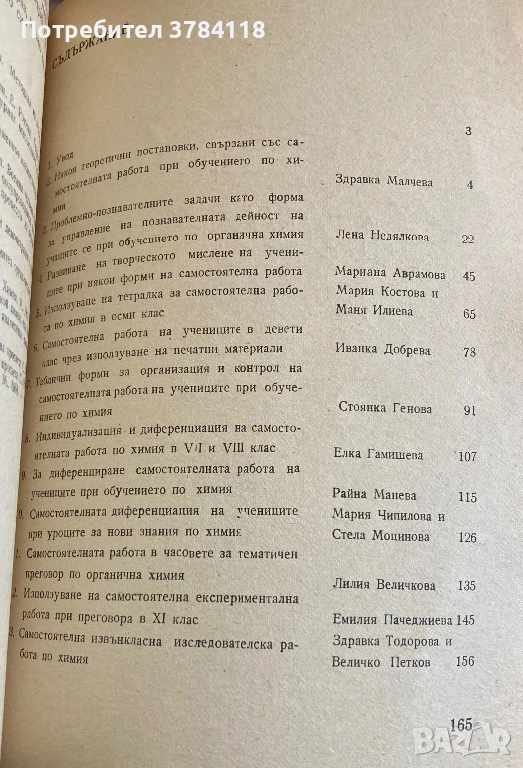 Потребител 3784118
СЪДЪРЖАНИЕ
1. Увод 3
2. Някои теоретични постановки, свързани със са-
мостоятелната работа при обучението по хи-
мия Здравка Малчева 4
3. Проблемно-познавателните задачи като форма
за управление на познавателната дейност на
учащите се при обучението по органична химия Лена Недялкова 22
4. Развиване на творческото мислене на учени-
ците при някои форми на самостоятелна работа Мариана Аврамова 45
5. Използуване на тетрадка за самостоятелна рабо- Мария Костова и
та по химия в осми клас Маня Илиева 65
6. Самостоятелна работа на учениците в девети
клас чрез използуване на печатни материали Иванка Добрева 78
7. Таблични форми за организация и контрол на
самостоятелната работа на учениците при обуче-
нието по химия Стоянка Генова 91
8. Индивидуализация и диференциация на самосто-
ятелната работа по химия в VII и VIII клас Елка Гамишева 107
9. За диференциране самостоятелната работа на
учениците при обучението по химия Райна Манева 115
10. Самостоятелната диференциация на учениците Мария Чипилова и
при уроците за нови знания по химия Стела Моцинова 126
1. Самостоятелната работа в часовете за тематичен
преговор по органична химия Лилия Величкова 135
2. Използуване на самостоятелна експериментална
работа при преговора в XI клас Емилия Пачеджиева 145
3. Самостоятелна извънкласна изследователска ра- Здравка Тодорова и
бота по химия Величко Петков 156
165
BAZAR